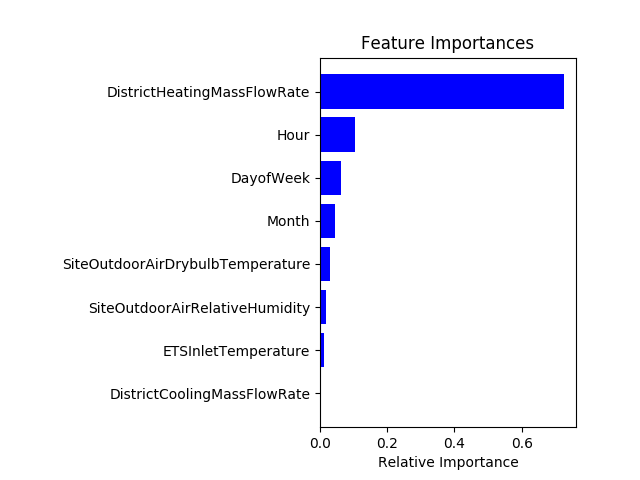 Feature Importances
DistrictHeatingMassFlowRate
Hour
DayofWeek
Month
SiteOutdoorAirDrybulbTemperature
SiteOutdoorAirRelativeHumidity
ETSInletTemperature
DistrictCoolingMassFlowRate
0.0 0.2 0.4 0.6
Relative Importance